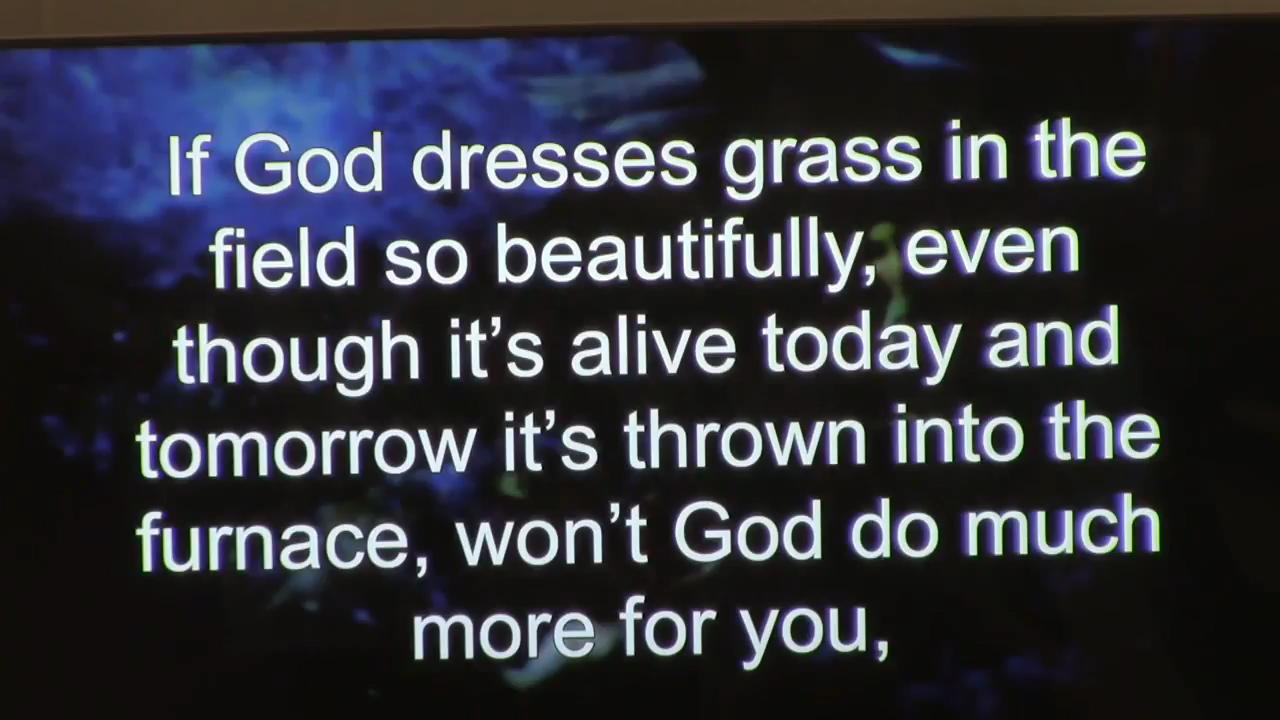 If God dresses grass in the
field so beautifully, even
though it’s alive today and
tomorrow it’s thrown into the
furnace, won’t God do much
more for you,